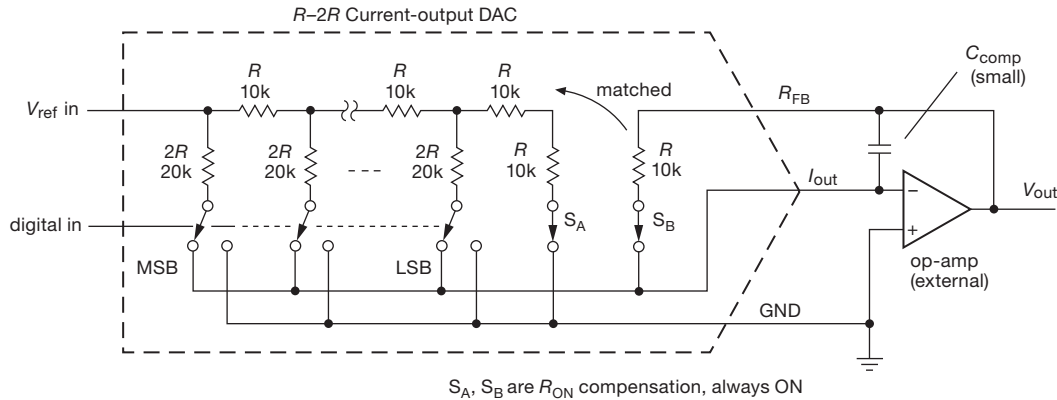 R–2R Current-output DAC
R
10k
R
10k
R
10k
matched
C_comp
(small)
V_ref in
R_FB
2R
20k
2R
20k
2R
20k
R
10k
R
10k
I_out
V_out
digital in
S_A
S_B
MSB
LSB
op-amp
(external)
GND
S_A, S_B are R_ON compensation, always ON